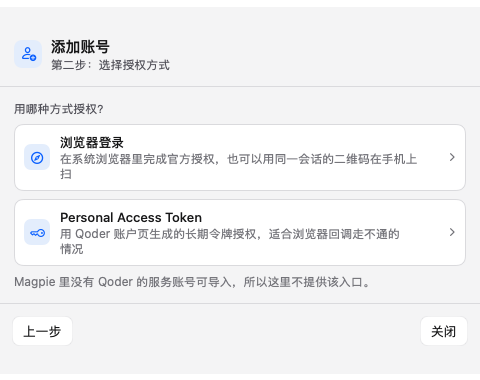 添加账号
第二步：选择授权方式
用哪种方式授权?
浏览器登录
在系统浏览器里完成官方授权，也可以用同一会话的二维码在手机上
扫
Personal Access Token
用 Qoder 账户页生成的长期令牌授权，适合浏览器回调走不通的
情况
Magpie 里没有 Qoder 的服务账号可导入，所以这里不提供该入口。
上一步
关闭